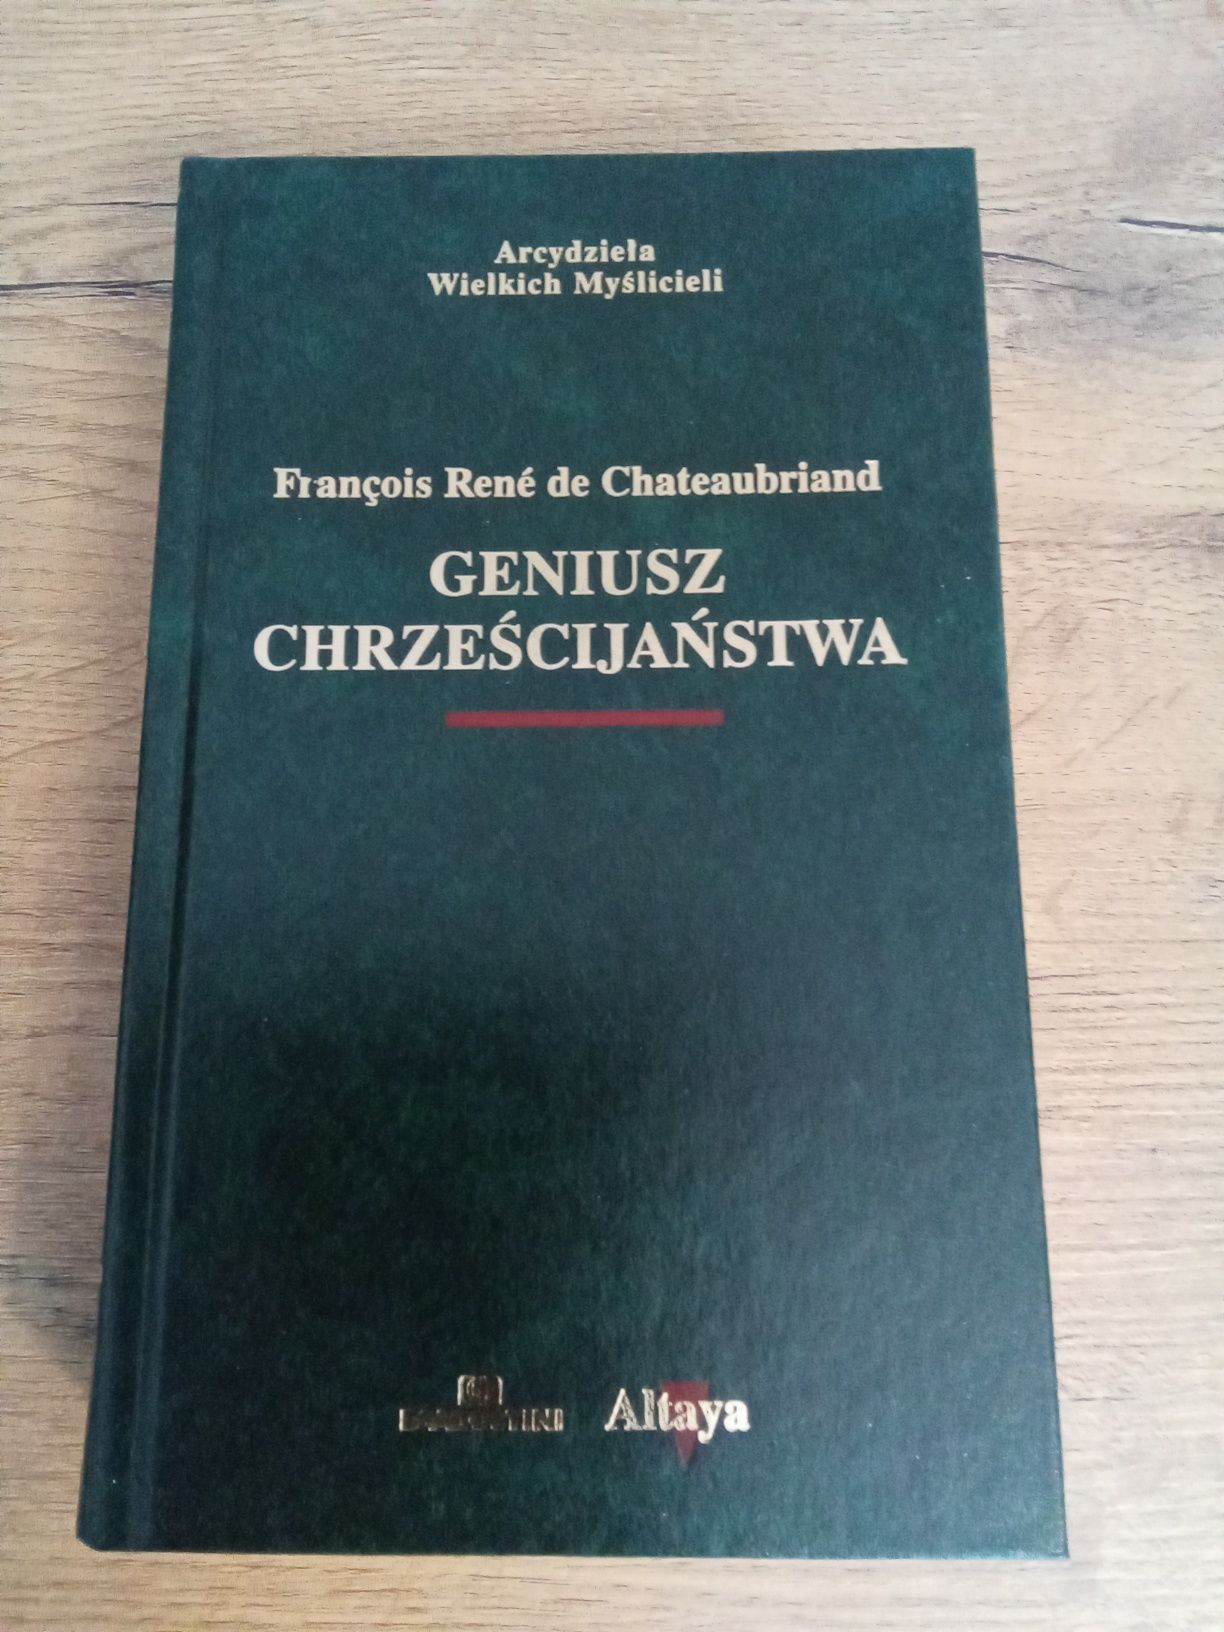 Arcydzieła
Wielkich Myślicieli
François René de Chateaubriand
GENIUSZ
CHRZEŚCIJAŃSTWA
Altaya